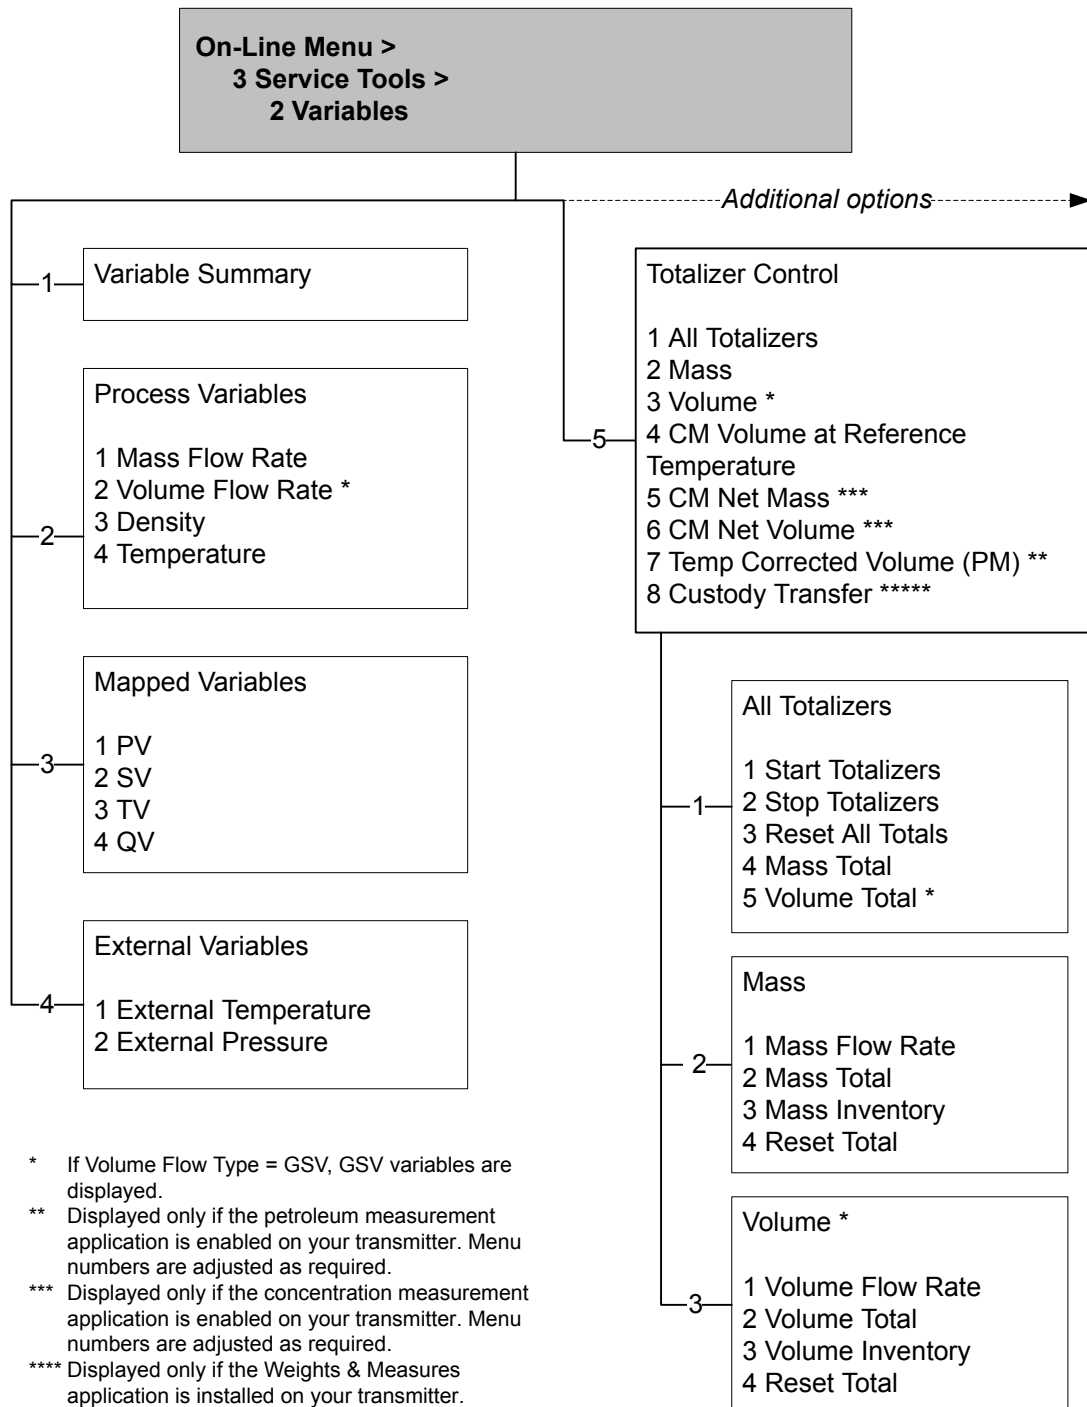 On-Line Menu >
3 Service Tools >
2 Variables
Additional options
1
Variable Summary
2
Process Variables
1 Mass Flow Rate
2 Volume Flow Rate *
3 Density
4 Temperature
3
Mapped Variables
1 PV
2 SV
3 TV
4 QV
4
External Variables
1 External Temperature
2 External Pressure
5
Totalizer Control
1 All Totalizers
2 Mass
3 Volume *
4 CM Volume at Reference
Temperature
5 CM Net Mass ***
6 CM Net Volume ***
7 Temp Corrected Volume (PM) **
8 Custody Transfer *****
1
All Totalizers
1 Start Totalizers
2 Stop Totalizers
3 Reset All Totals
4 Mass Total
5 Volume Total *
2
Mass
1 Mass Flow Rate
2 Mass Total
3 Mass Inventory
4 Reset Total
3
Volume *
1 Volume Flow Rate
2 Volume Total
3 Volume Inventory
4 Reset Total
* If Volume Flow Type = GSV, GSV variables are
displayed.
** Displayed only if the petroleum measurement
application is enabled on your transmitter. Menu
numbers are adjusted as required.
*** Displayed only if the concentration measurement
application is enabled on your transmitter. Menu
numbers are adjusted as required.
**** Displayed only if the Weights & Measures
application is installed on your transmitter.